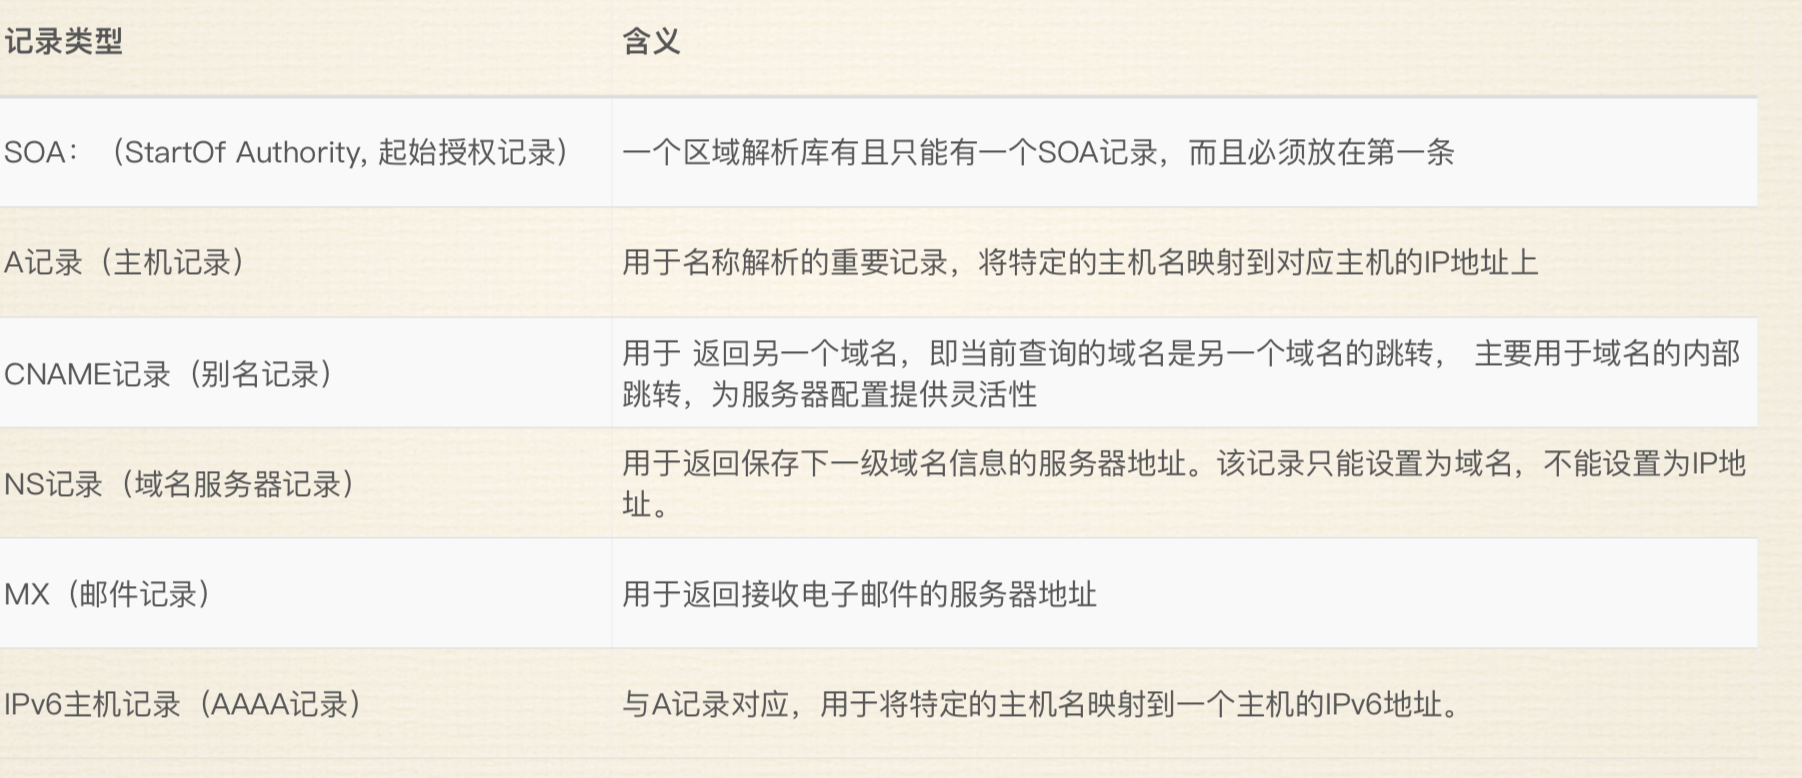 记录类型
含义
SOA： （StartOf Authority, 起始授权记录）
一个区域解析库有且只能有一个SOA记录，而且必须放在第一条
A记录（主机记录）
用于名称解析的重要记录，将特定的主机名映射到对应主机的IP地址上
CNAME记录（别名记录）
用于 返回另一个域名，即当前查询的域名是另一个域名的跳转， 主要用于域名的内部
跳转，为服务器配置提供灵活性
NS记录（域名服务器记录）
用于返回保存下一级域名信息的服务器地址。该记录只能设置为域名，不能设置为IP地
址。
MX（邮件记录）
用于返回接收电子邮件的服务器地址
IPv6主机记录（AAAA记录）
与A记录对应，用于将特定的主机名映射到一个主机的IPv6地址。